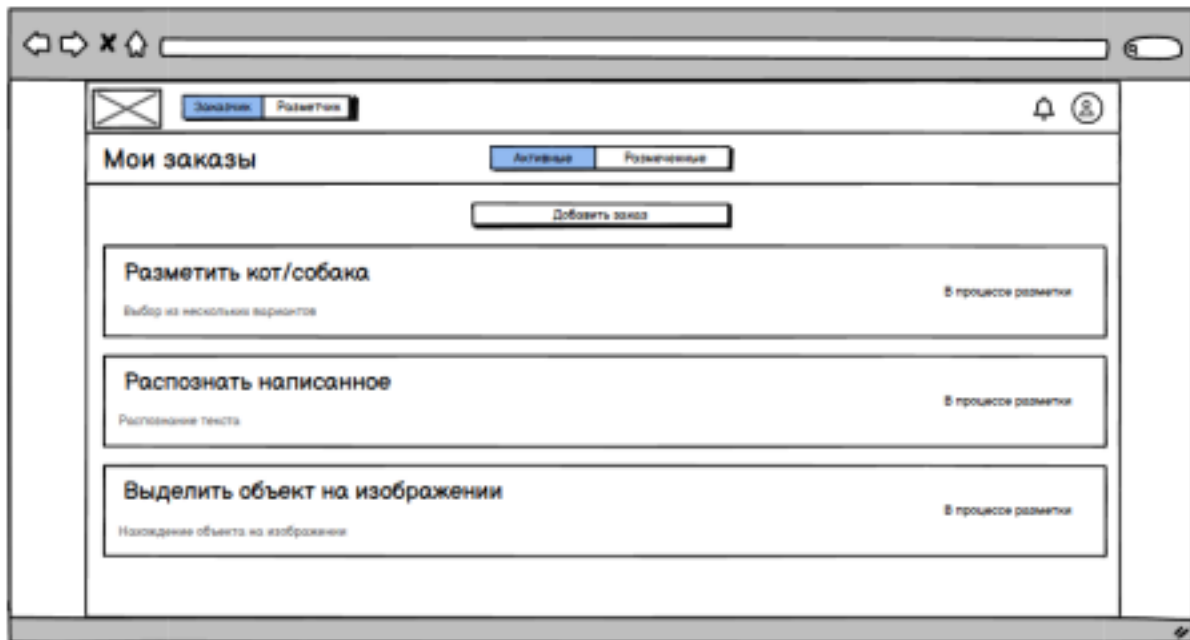 Заказчик Разметчик
Мои заказы
Активные Размеченные
Добавить заказ
Разметить кот/собака
Выбор из нескольких вариантов
В процессе разметки
Распознать написанное
Распознание текста
В процессе разметки
Выделить объект на изображении
Нахождение объекта на изображении
В процессе разметки